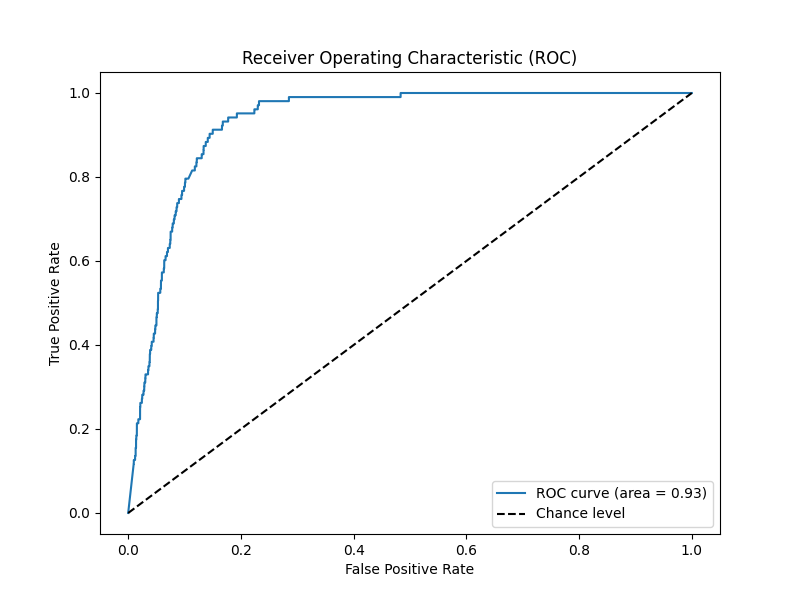 Receiver Operating Characteristic (ROC)
1.0
0.8
0.6
0.4
0.2
0.0
True Positive Rate
0.0 0.2 0.4 0.6 0.8 1.0
False Positive Rate
ROC curve (area = 0.93)
Chance level